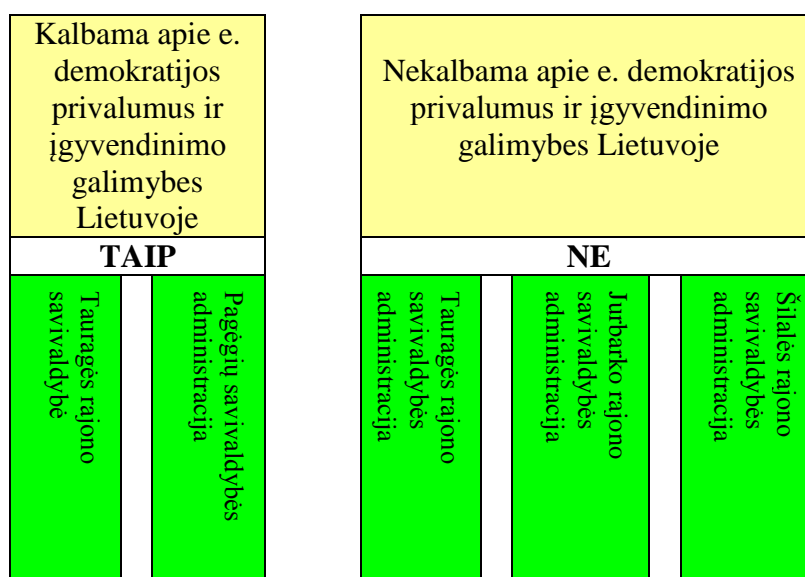 Kalbama apie e.
demokratijos
privalumus ir
įgyvendinimo
galimybes
Lietuvoje
TAIP
Tauragės rajono
savivaldybė
Pagėgių savivaldybės
administracija
Nekalbama apie e. demokratijos
privalumus ir įgyvendinimo
galimybes Lietuvoje
NE
Tauragės rajono
savivaldybės
administracija
Jurbarko rajono
savivaldybės
administracija
Šilalės rajono
savivaldybės
administracija